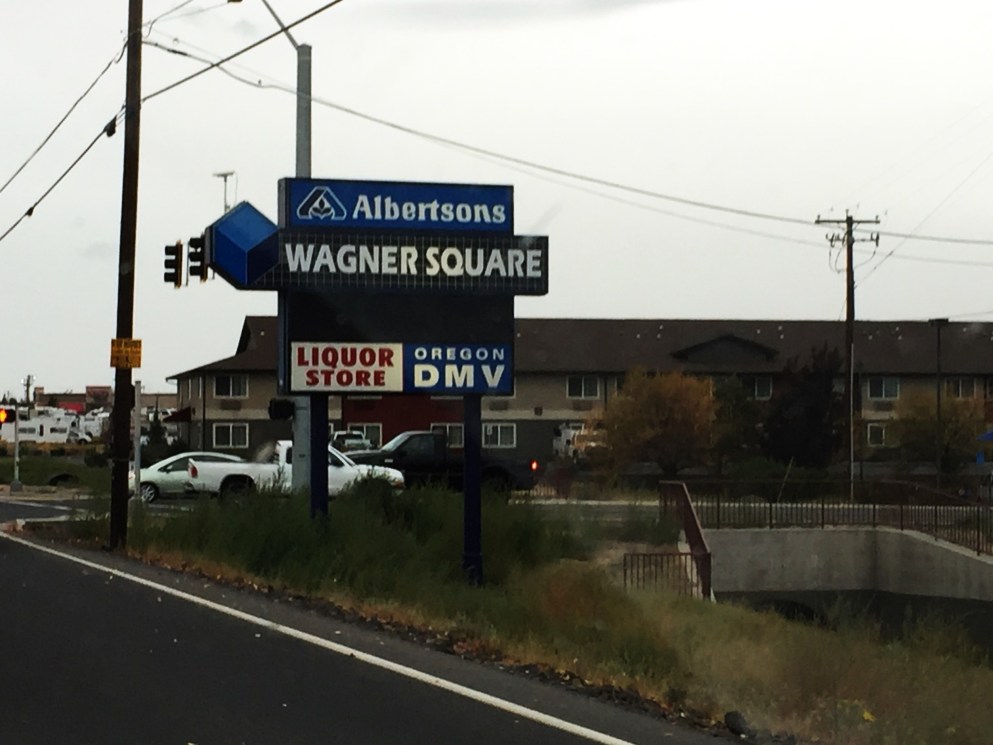 Albertsons
WAGNER SQUARE
LIQUOR
STORE
OREGON
DMV